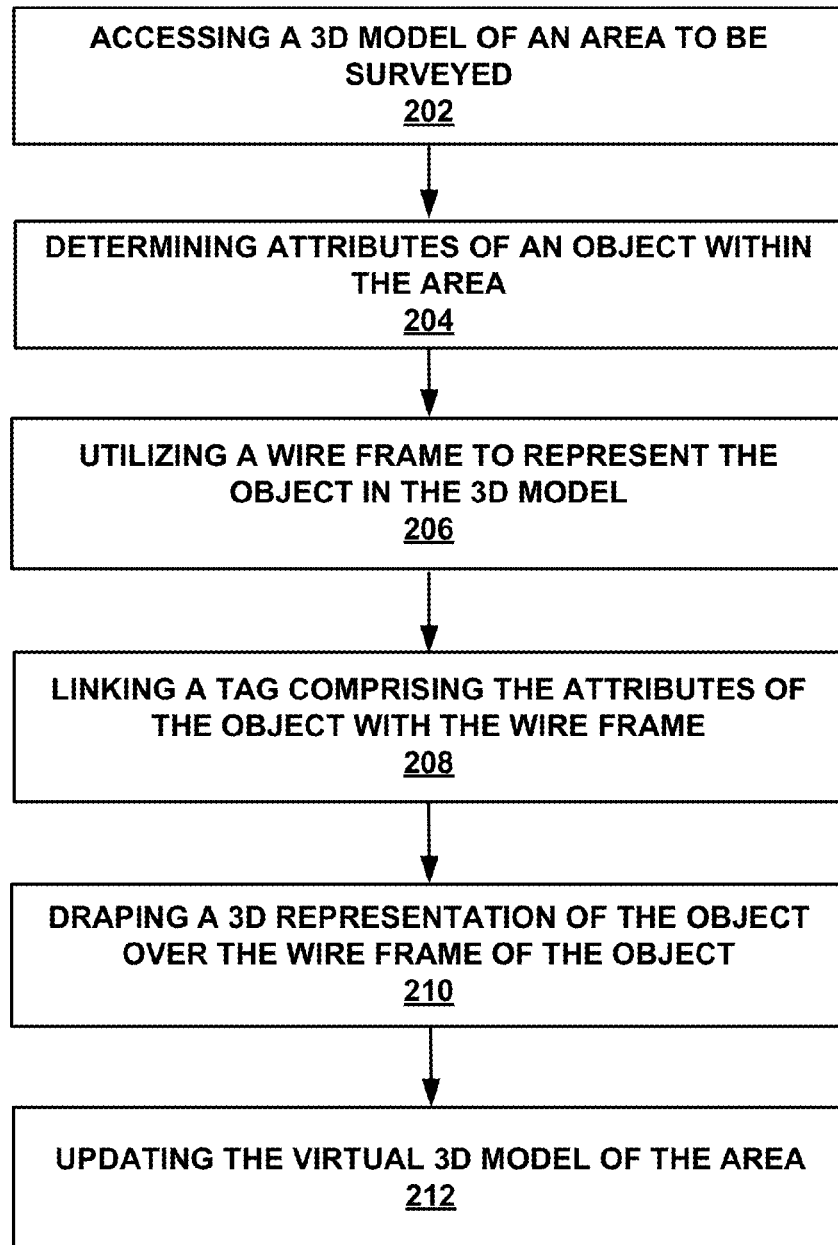 ACCESSING A 3D MODEL OF AN AREA TO BE
SURVEYED
202
DETERMINING ATTRIBUTES OF AN OBJECT WITHIN
THE AREA
204
UTILIZING A WIRE FRAME TO REPRESENT THE
OBJECT IN THE 3D MODEL
206
LINKING A TAG COMPRISING THE ATTRIBUTES OF
THE OBJECT WITH THE WIRE FRAME
208
DRAPING A 3D REPRESENTATION OF THE OBJECT
OVER THE WIRE FRAME OF THE OBJECT
210
UPDATING THE VIRTUAL 3D MODEL OF THE AREA
212